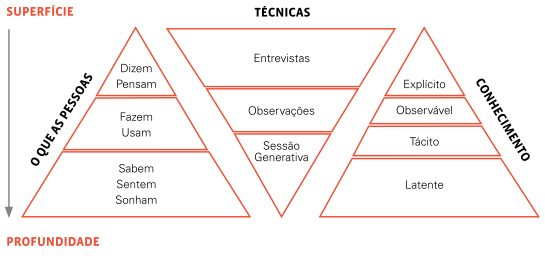 SUPERFÍCIE
TÉCNICAS
O QUE AS PESSOAS
Dizem
Pensam
Fazem
Usam
Sabem
Sentem
Sonham
Entrevistas
Observações
Sessão
Generativa
Explícito
Observável
Tácito
Latente
CONHECIMENTO
PROFUNDIDADE